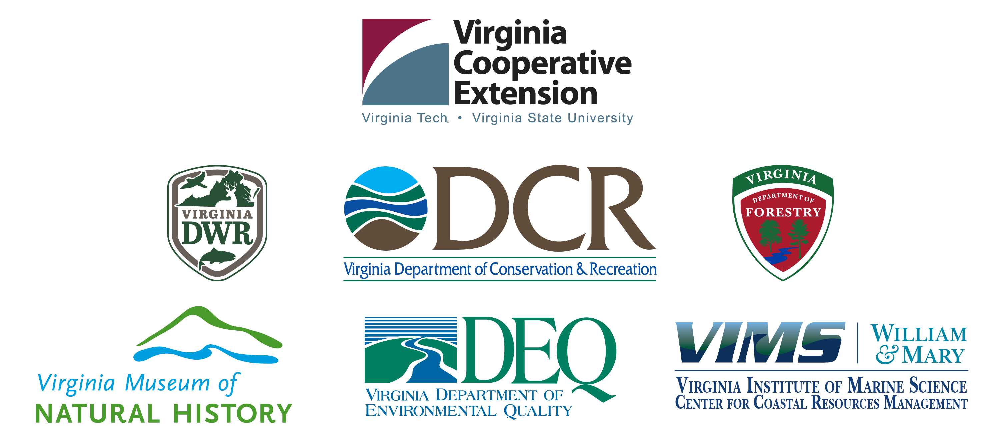 Virginia
Cooperative
Extension
Virginia Tech® • Virginia State University
VIRGINIA
DWR
DCR
Virginia Department of Conservation & Recreation
VIRGINIA
DEPARTMENT OF
FORESTRY
Virginia Museum of
NATURAL HISTORY
DEQ
VIRGINIA DEPARTMENT OF
ENVIRONMENTAL QUALITY
VIMS
WILLIAM
& MARY
VIRGINIA INSTITUTE OF MARINE SCIENCE
CENTER FOR COASTAL RESOURCES MANAGEMENT